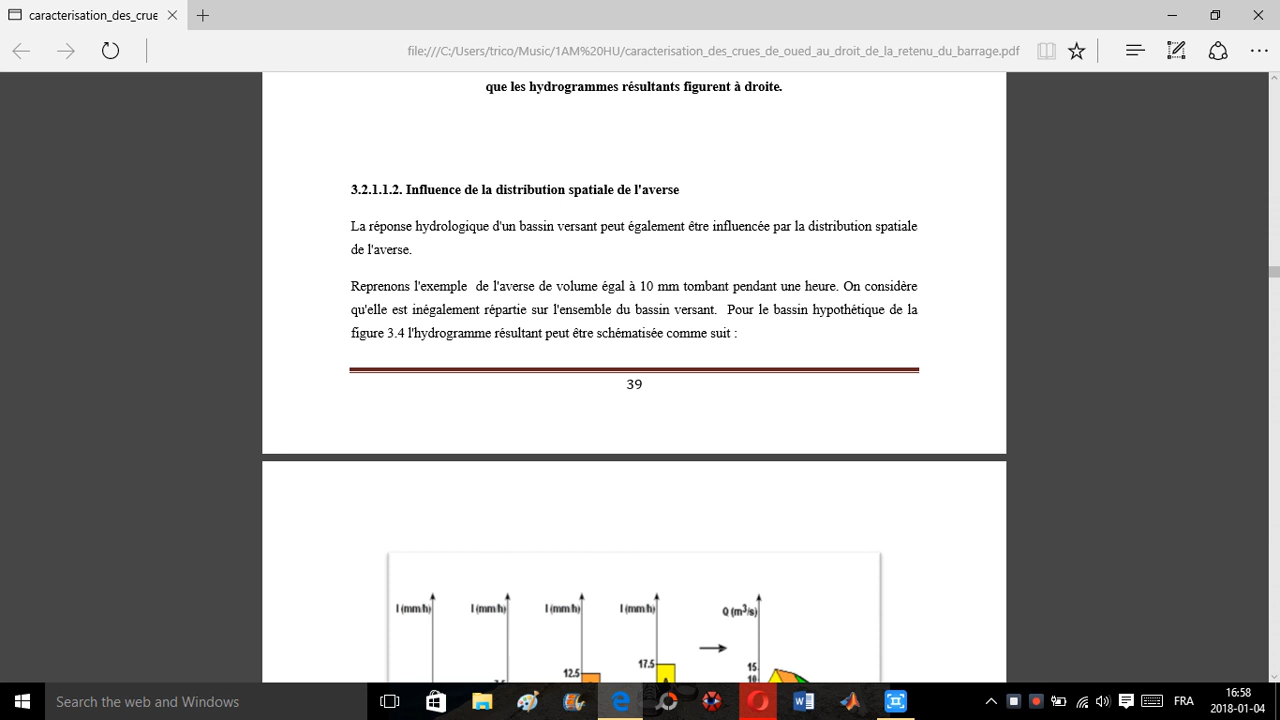 caracterisation_des_crue
file:///C:/Users/trico/Music/1AM%20HU/caracterisation_des_crues_de_oued_au_droit_de_la_retenu_du_barrage.pdf
que les hydrogrammes résultants figurent à droite.
3.2.1.1.2. Influence de la distribution spatiale de l'averse
La réponse hydrologique d'un bassin versant peut également être influencée par la distribution spatiale
de l'averse.
Reprenons l'exemple de l'averse de volume égal à 10 mm tombant pendant une heure. On considère
qu'elle est inégalement répartie sur l'ensemble du bassin versant. Pour le bassin hypothétique de la
figure 3.4 l'hydrogramme résultant peut être schématisée comme suit :
39
I (mm/h) I (mm/h) I (mm/h) I (mm/h) Q (m³/s)
12.5 17.5 15
10
Search the web and Windows
FRA
16:58
2018-01-04